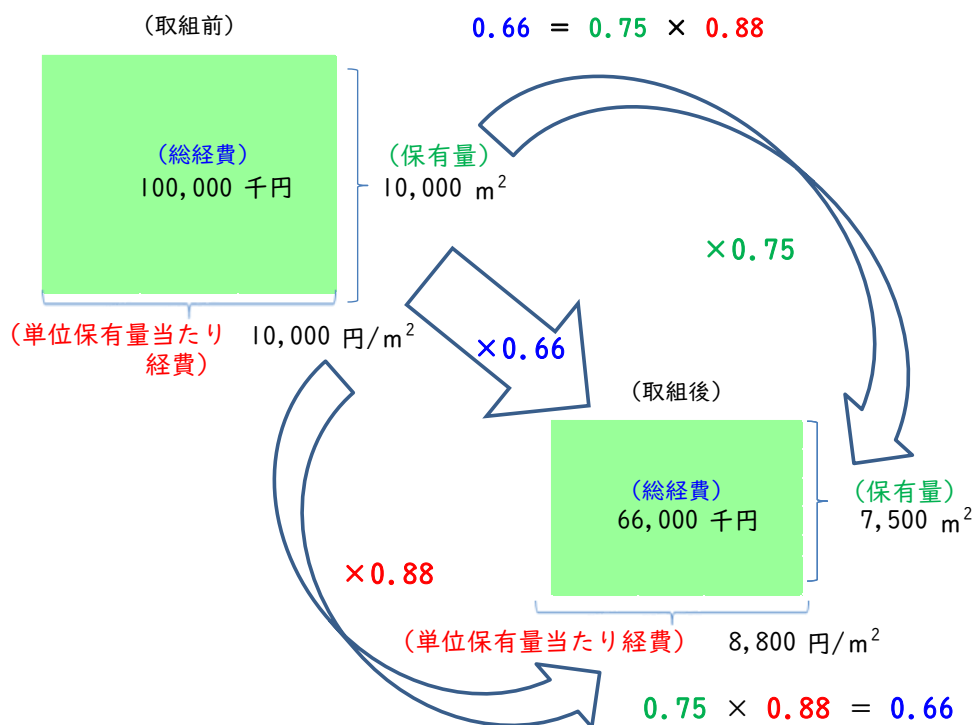 (取組前)
0.66 = 0.75 × 0.88
(総経費)
100,000 千円
(保有量)
10,000 m²
×0.75
(単位保有量当たり
経費)
10,000 円/m²
×0.66
(取組後)
(総経費)
66,000 千円
(保有量)
7,500 m²
×0.88
(単位保有量当たり経費)
8,800 円/m²
0.75 × 0.88 = 0.66